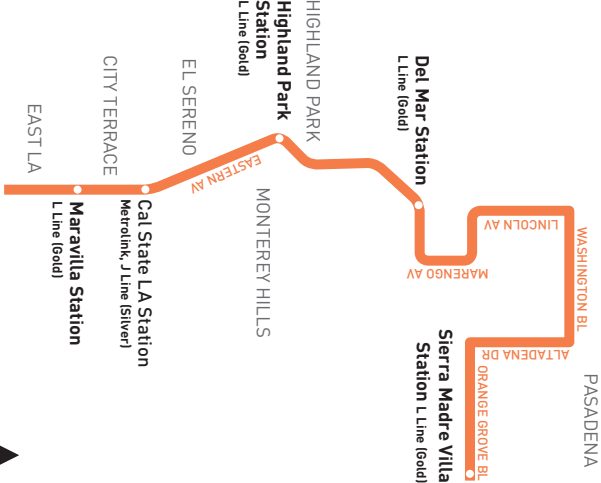 PASADENA
WASHINGTON BL
LINCOLN AV
ALTADENA DR
ORANGE GROVE BL
Sierra Madre Villa
Station L Line (Gold)
MARENGO AV
Del Mar Station
L Line (Gold)
HIGHLAND PARK
Highland Park
Station
L Line (Gold)
EASTERN AV
MONTEREY HILLS
EL SERENO
CITY TERRACE
Cal State LA Station
Metrolink, J Line (Silver)
Maravilla Station
L Line (Gold)
EAST LA